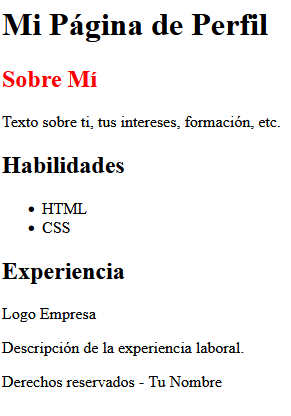 Mi Página de Perfil
Sobre Mí
Texto sobre ti, tus intereses, formación, etc.
Habilidades
HTML
CSS
Experiencia
Logo Empresa
Descripción de la experiencia laboral.
Derechos reservados - Tu Nombre